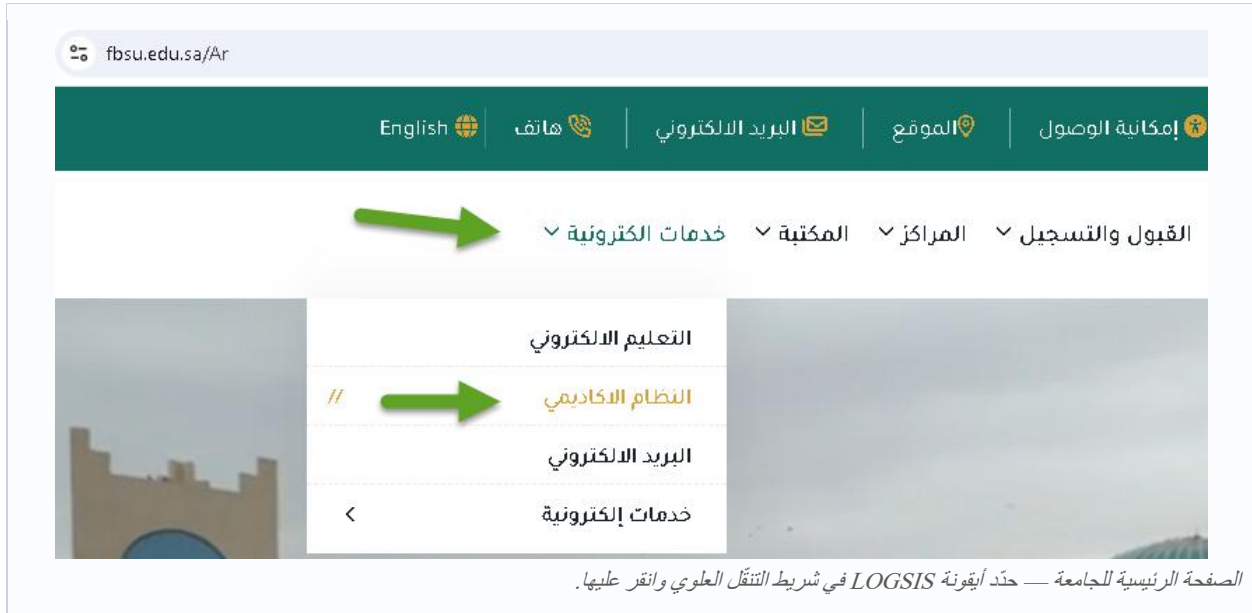 fbsu.edu.sa/Ar
إمكانية الوصول الموقع البريد الالكتروني هاتف English
القبول والتسجيل المراكز المكتبة خدمات الكترونية
التعليم الالكتروني
النظام الاكاديمي //
البريد الالكتروني
خدمات إلكترونية
الصفحة الرئيسية للجامعة — حدّد أيقونة LOGSIS في شريط التنقّل العلوي وانقر عليها.